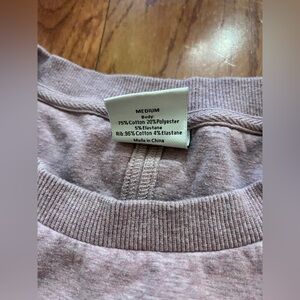 MEDIUM
Body
75%Cotton 20%Polyester
5%Elastane
Rib:96%Cotton 4%Elastane
Made in China